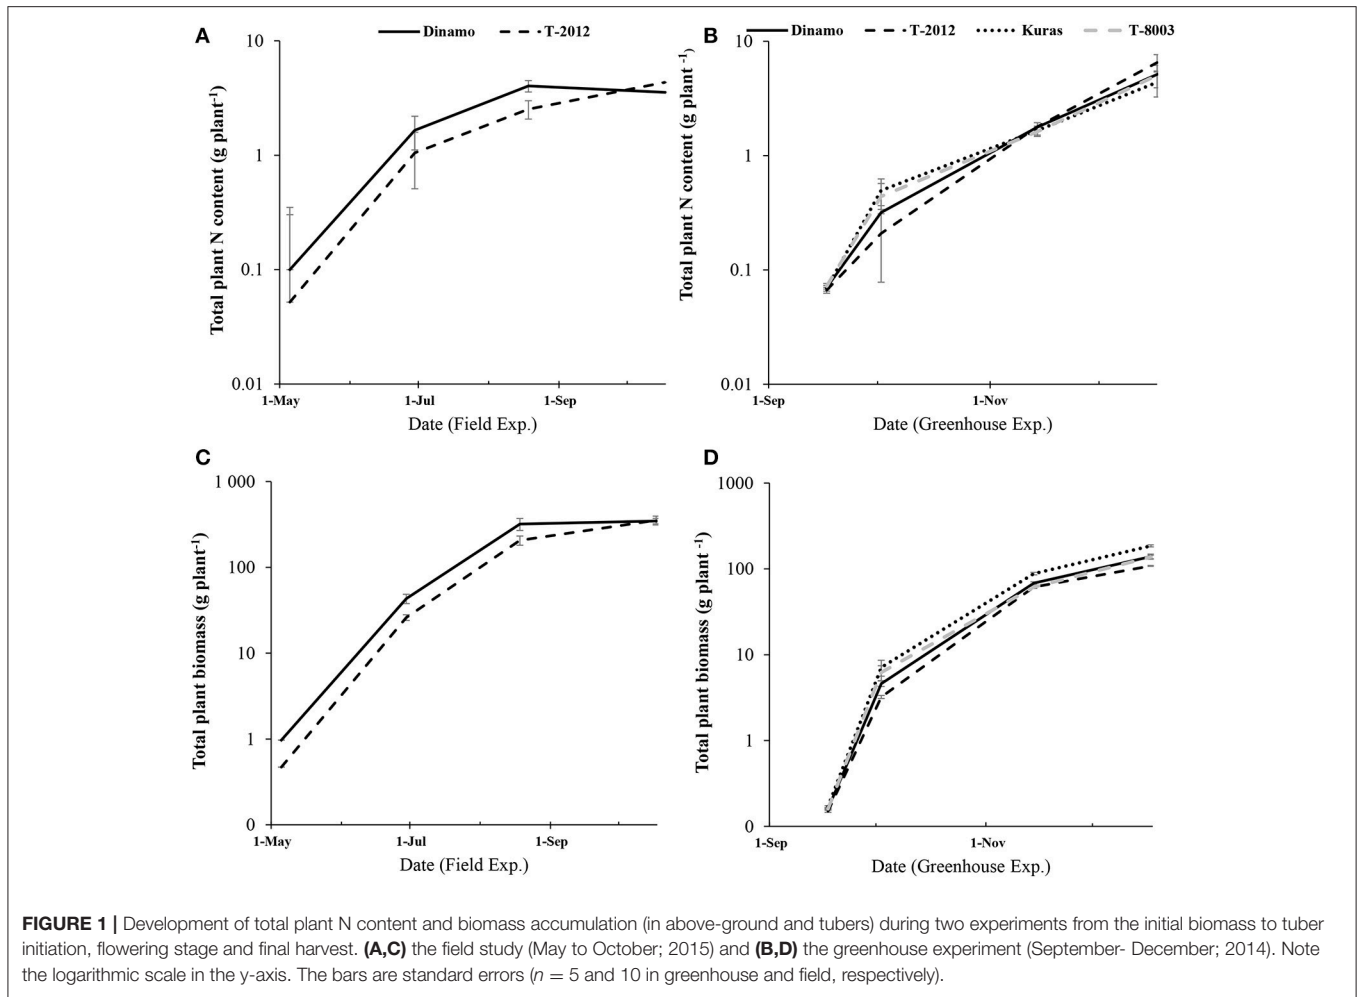 A
Dinamo T-2012
10
1
0.1
0.01
Total plant N content (g plant-1)
1-May 1-Jul 1-Sep
Date (Field Exp.)
B
Dinamo T-2012 Kuras T-8003
10
1
0.1
0.01
Total plant N content (g plant -1)
1-Sep 1-Nov
Date (Greenhouse Exp.)
C
1 000
100
10
1
0
Total plant biomass (g plant-1)
1-May 1-Jul 1-Sep
Date (Field Exp.)
D
1000
100
10
1
0
Total plant biomass (g plant -1)
1-Sep 1-Nov
Date (Greenhouse Exp.)
FIGURE 1 | Development of total plant N content and biomass accumulation (in above-ground and tubers) during two experiments from the initial biomass to tuber
initiation, flowering stage and final harvest. (A,C) the field study (May to October; 2015) and (B,D) the greenhouse experiment (September- December; 2014). Note
the logarithmic scale in the y-axis. The bars are standard errors (n = 5 and 10 in greenhouse and field, respectively).